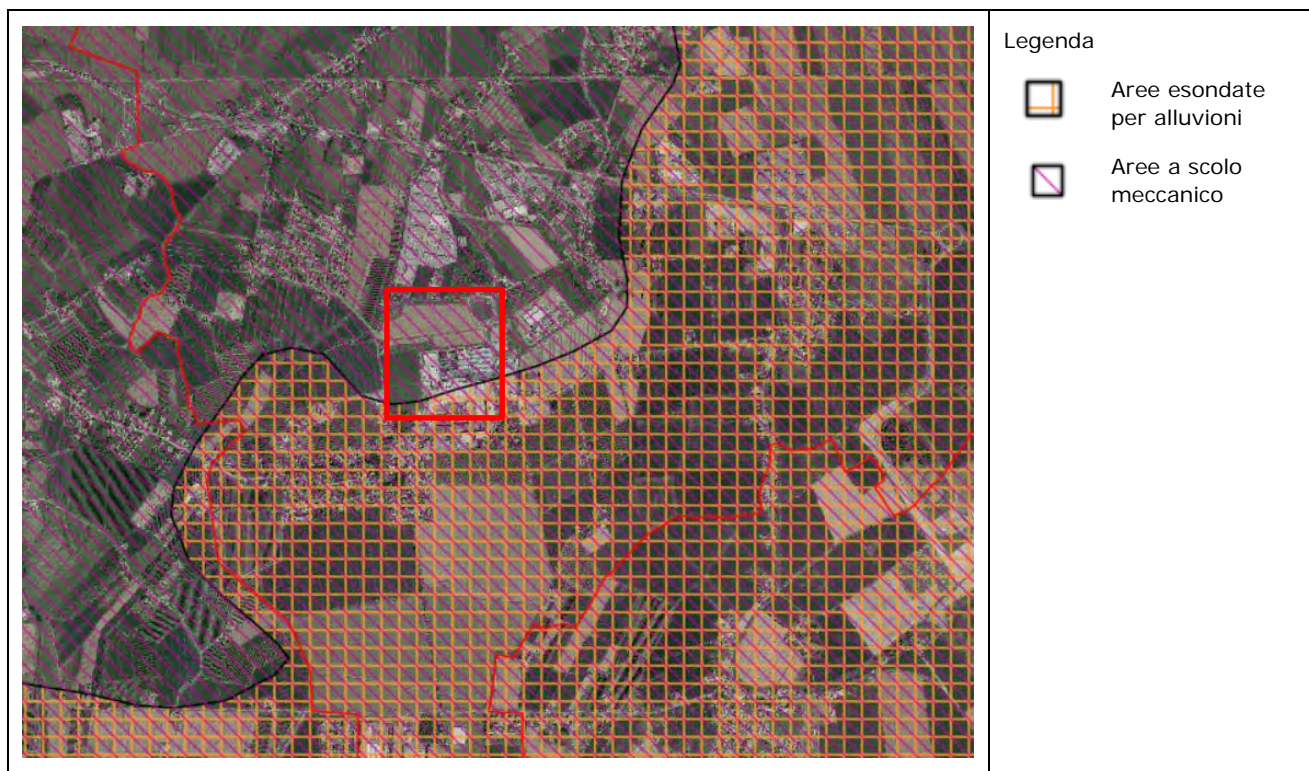 Legenda
Aree esondate
per alluvioni
Aree a scolo
meccanico